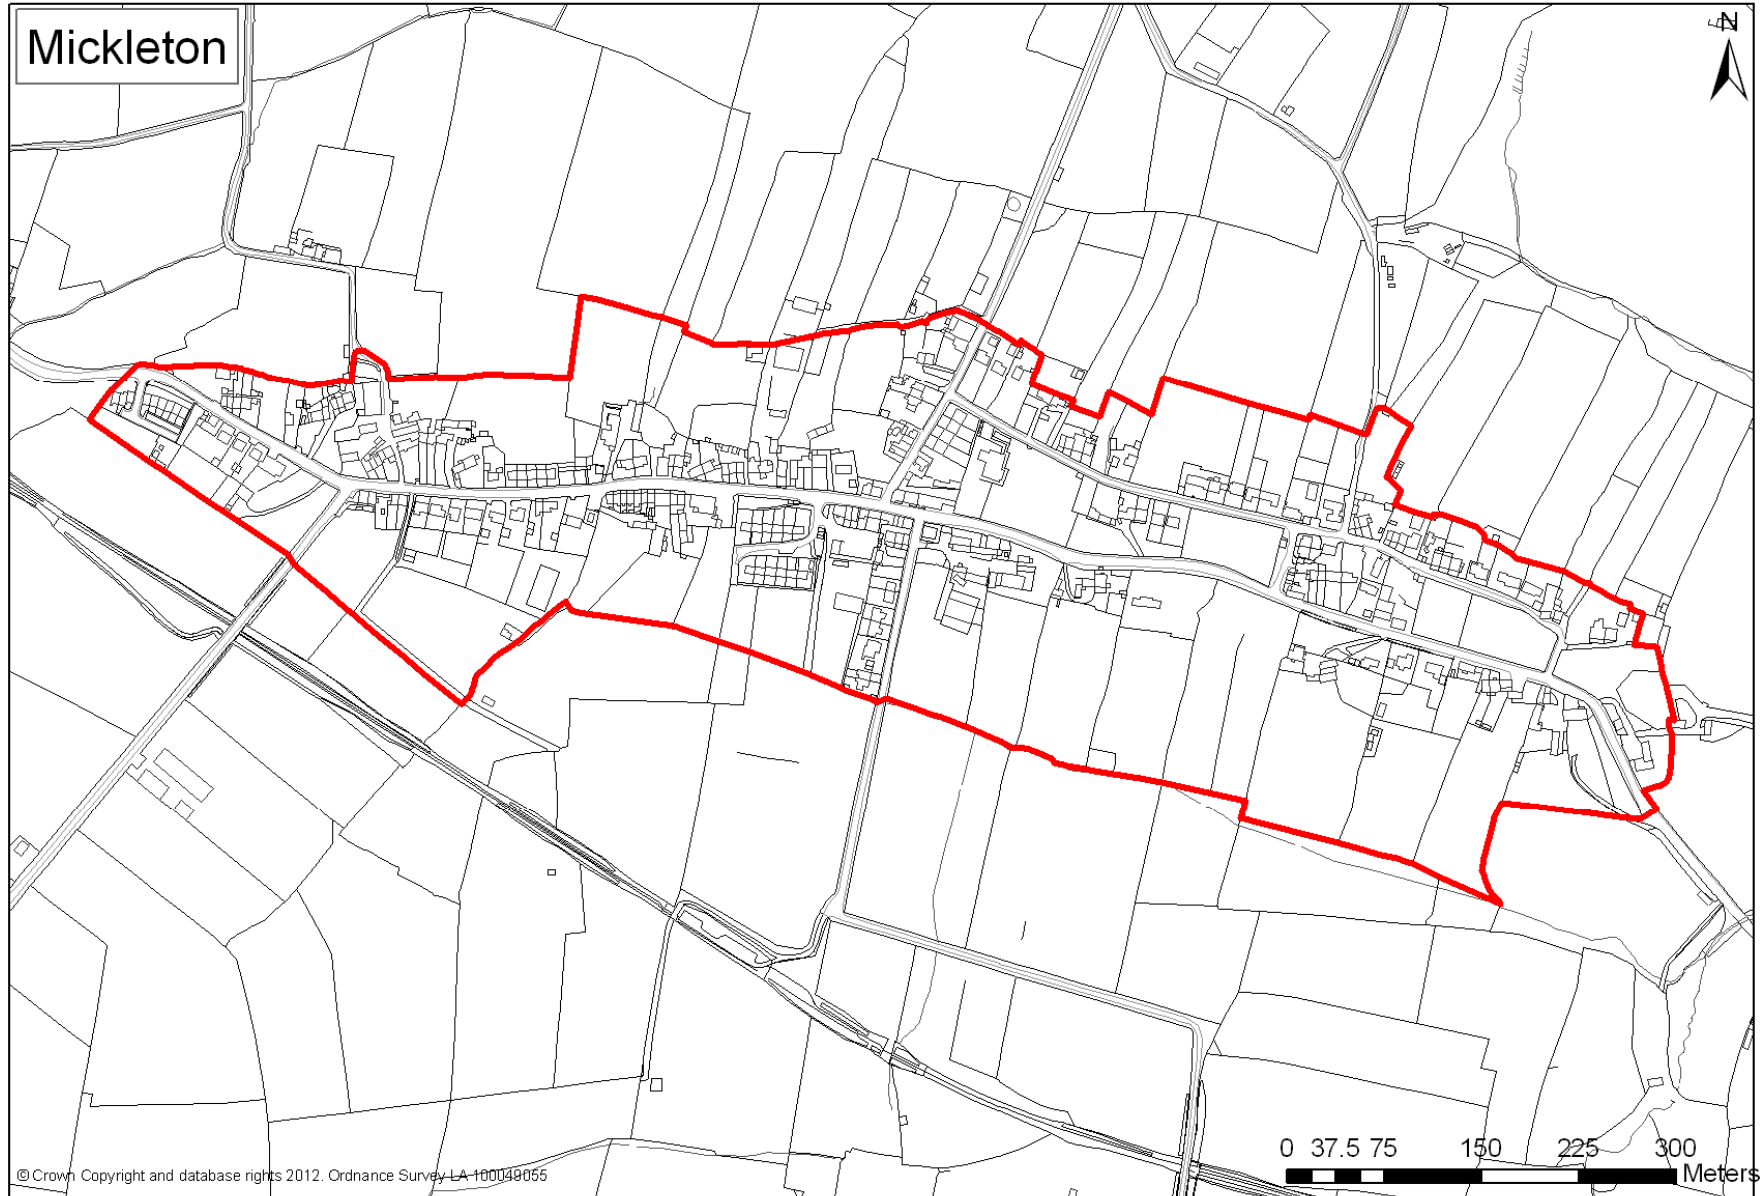 Mickleton
N
0 37.5 75 150 225 300
Meters
© Crown Copyright and database rights 2012. Ordnance Survey LA 100049055